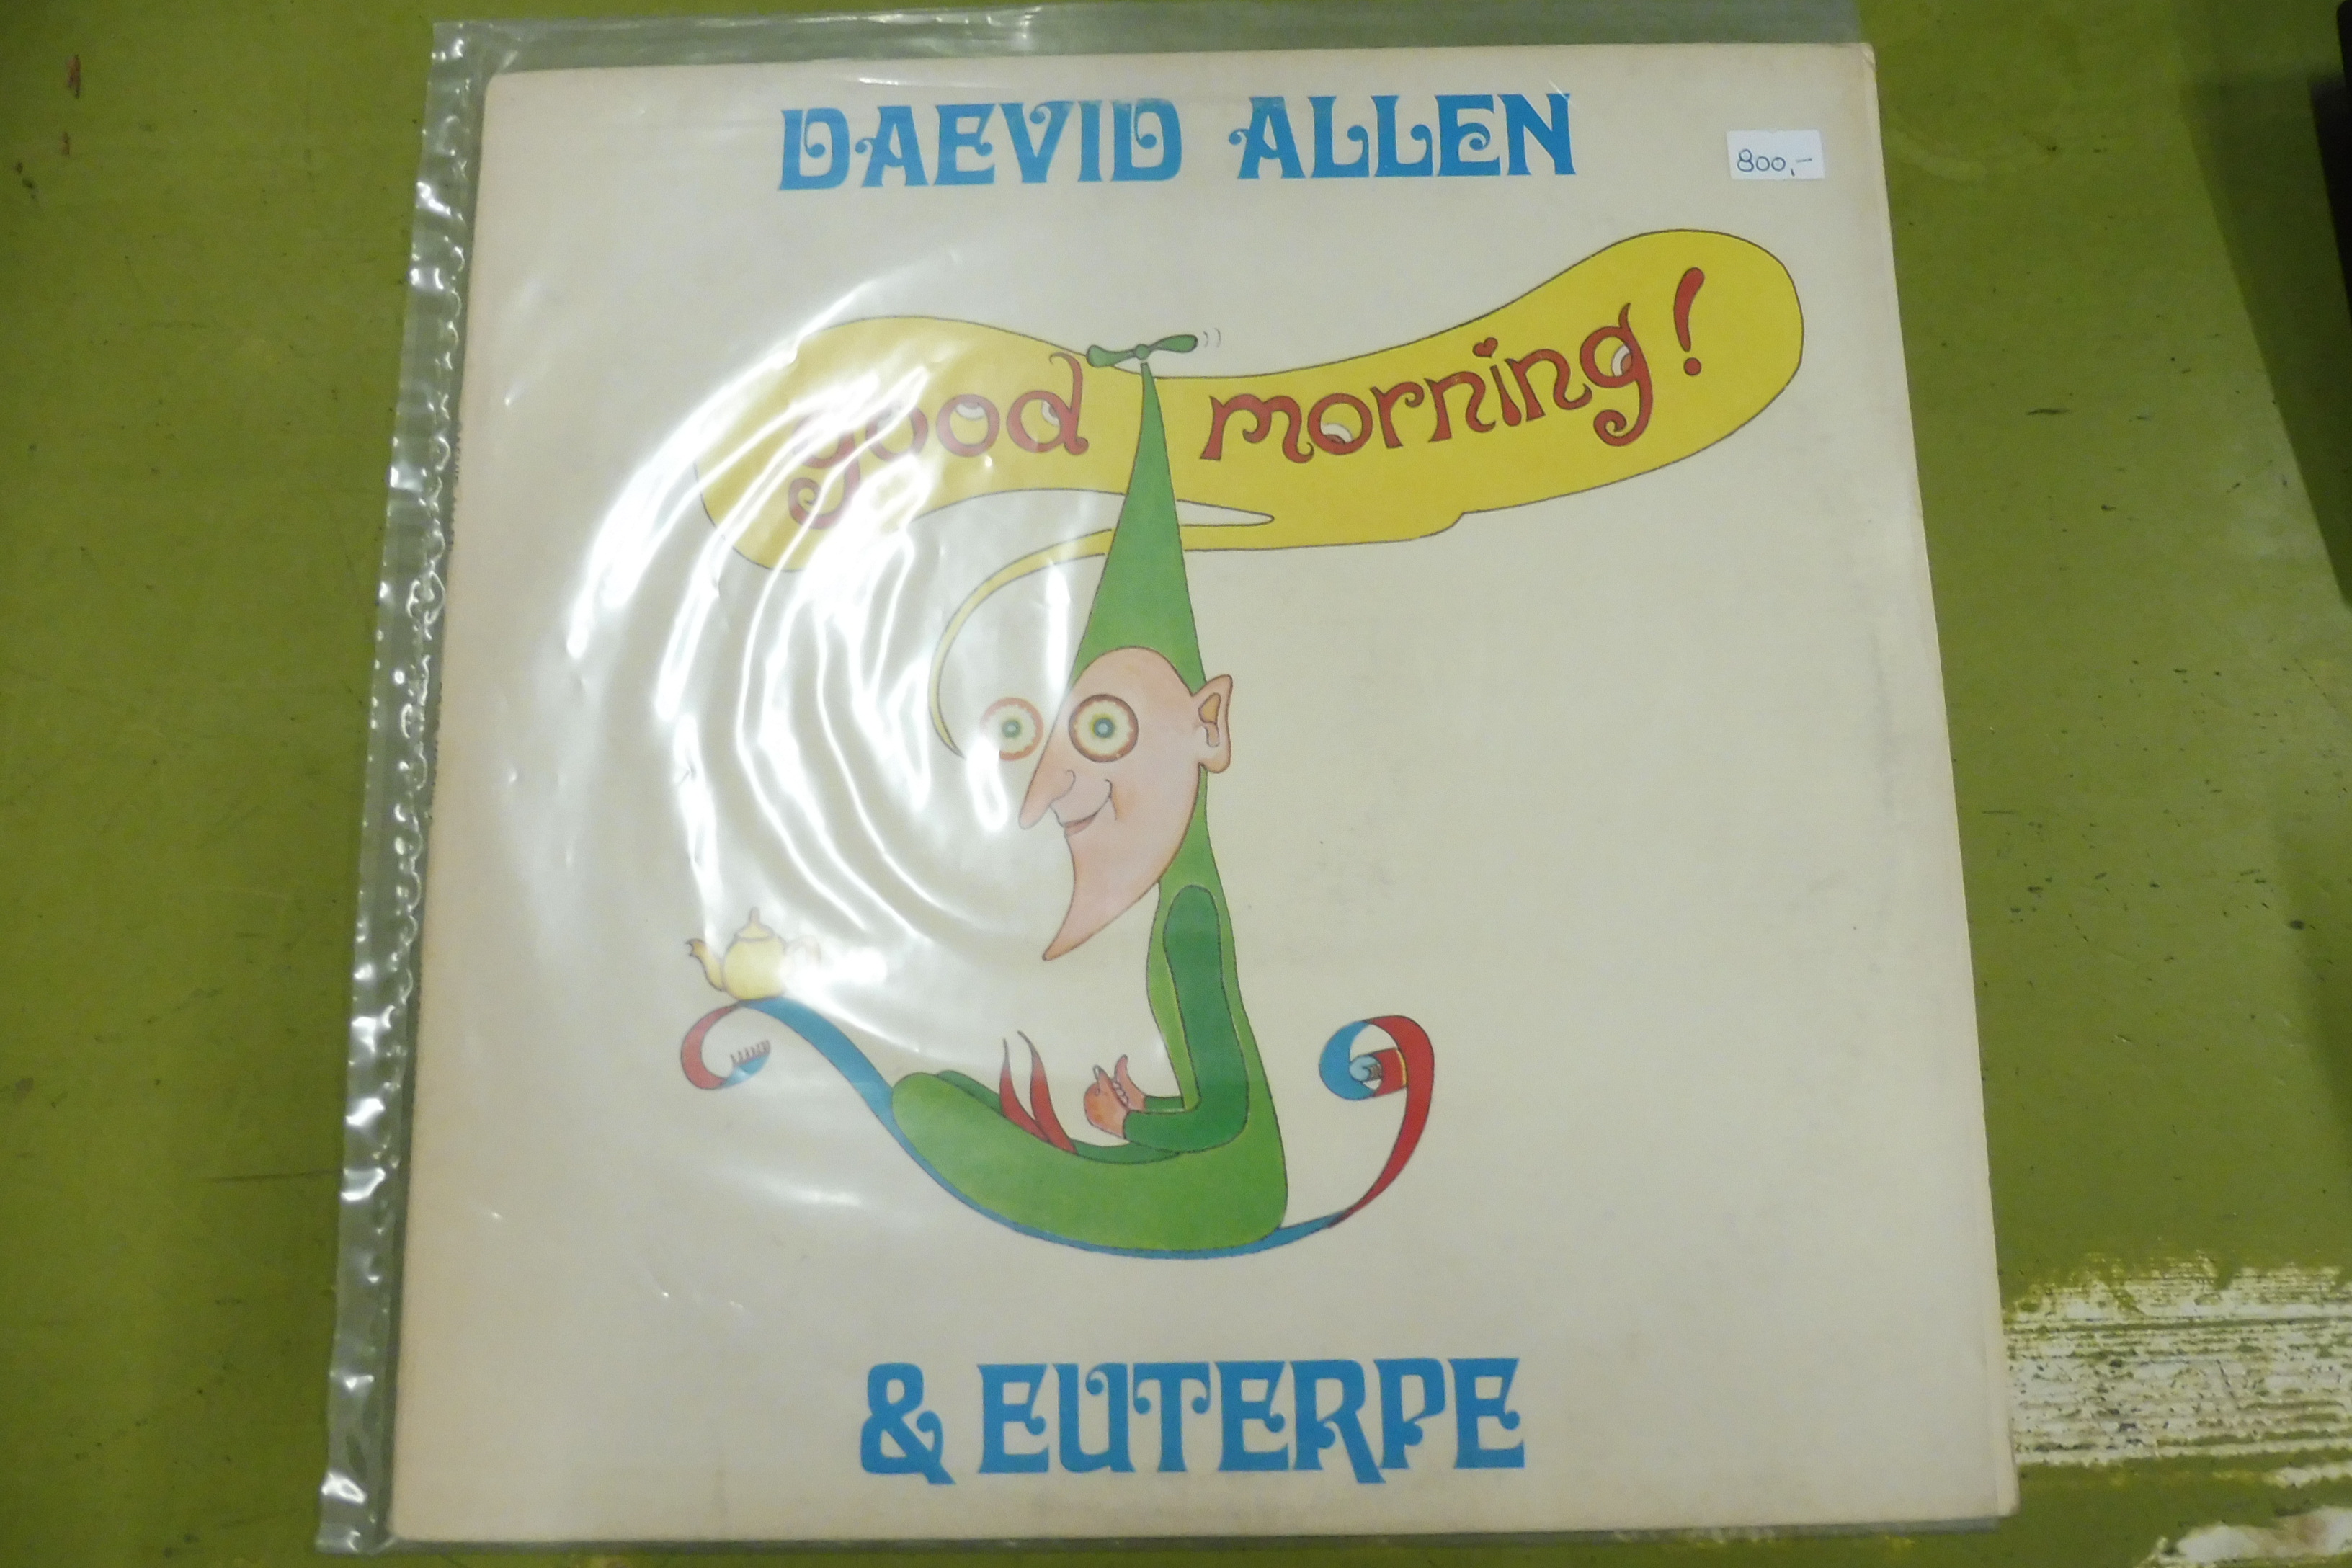 DAEVID ALLEN
800,-
good morning!
& EUTERPE